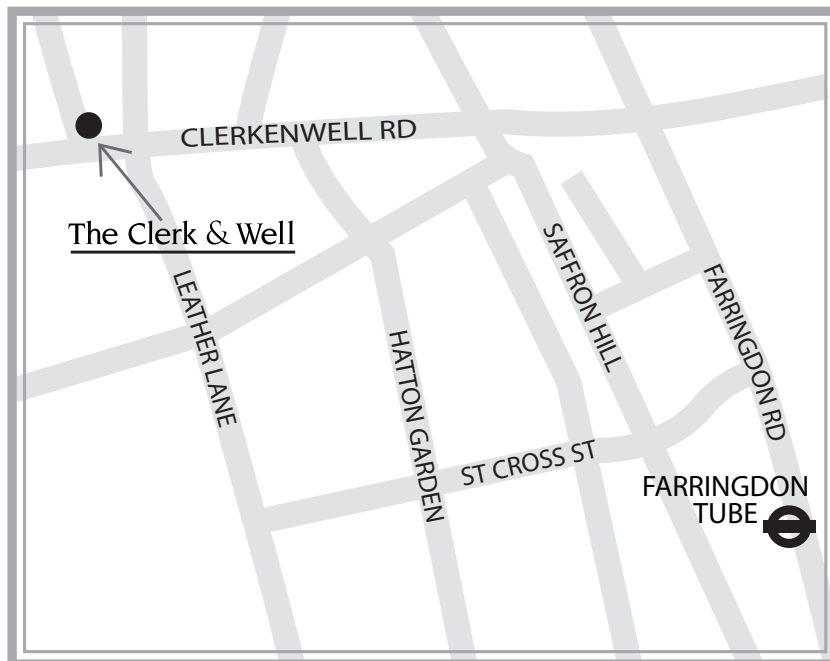 CLERKENWELL RD
The Clerk & Well
LEATHER LANE
SAFFRON HILL
FARRINGDON RD
HATTON GARDEN
ST CROSS ST
FARRINGDON
TUBE